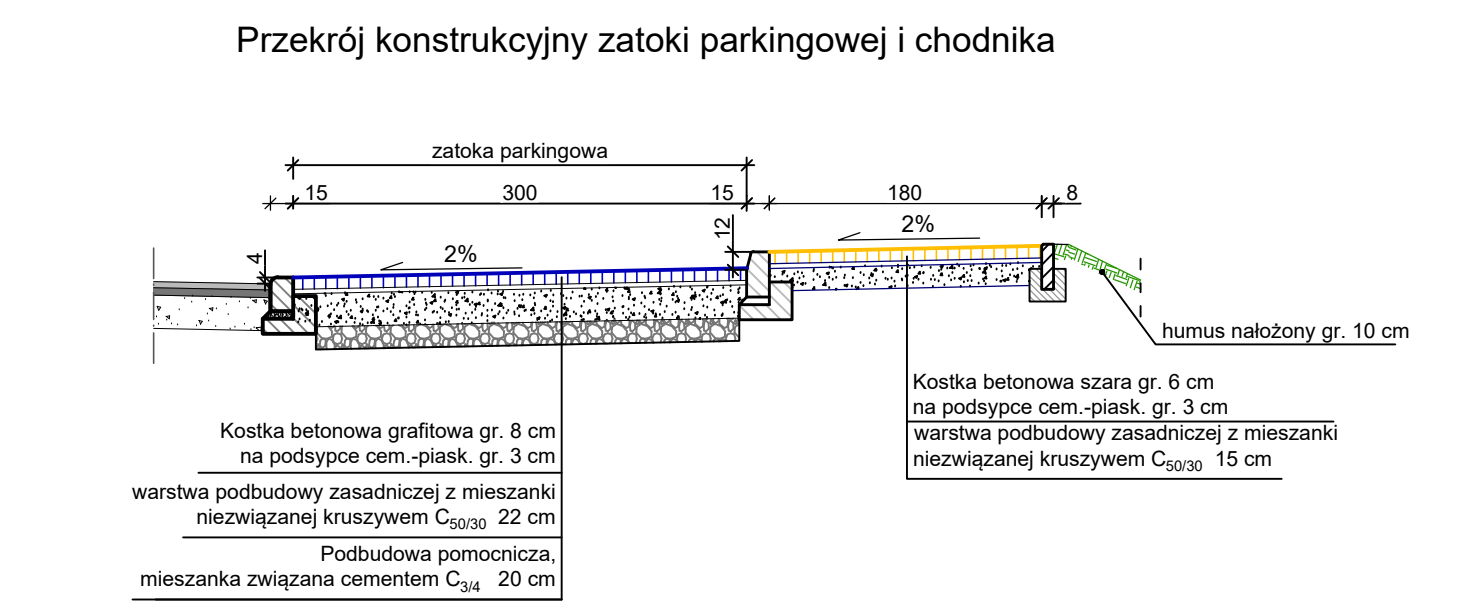 Przekrój konstrukcyjny zatoki parkingowej i chodnika
zatoka parkingowa
15 300 15 180 8
4 2% 12 2%
humus nałożony gr. 10 cm
Kostka betonowa szara gr. 6 cm
na podsypce cem.-piask. gr. 3 cm
warstwa podbudowy zasadniczej z mieszanki
niezwiązanej kruszywem C50/30 15 cm
Kostka betonowa grafitowa gr. 8 cm
na podsypce cem.-piask. gr. 3 cm
warstwa podbudowy zasadniczej z mieszanki
niezwiązanej kruszywem C50/30 22 cm
Podbudowa pomocnicza,
mieszanka związana cementem C3/4 20 cm